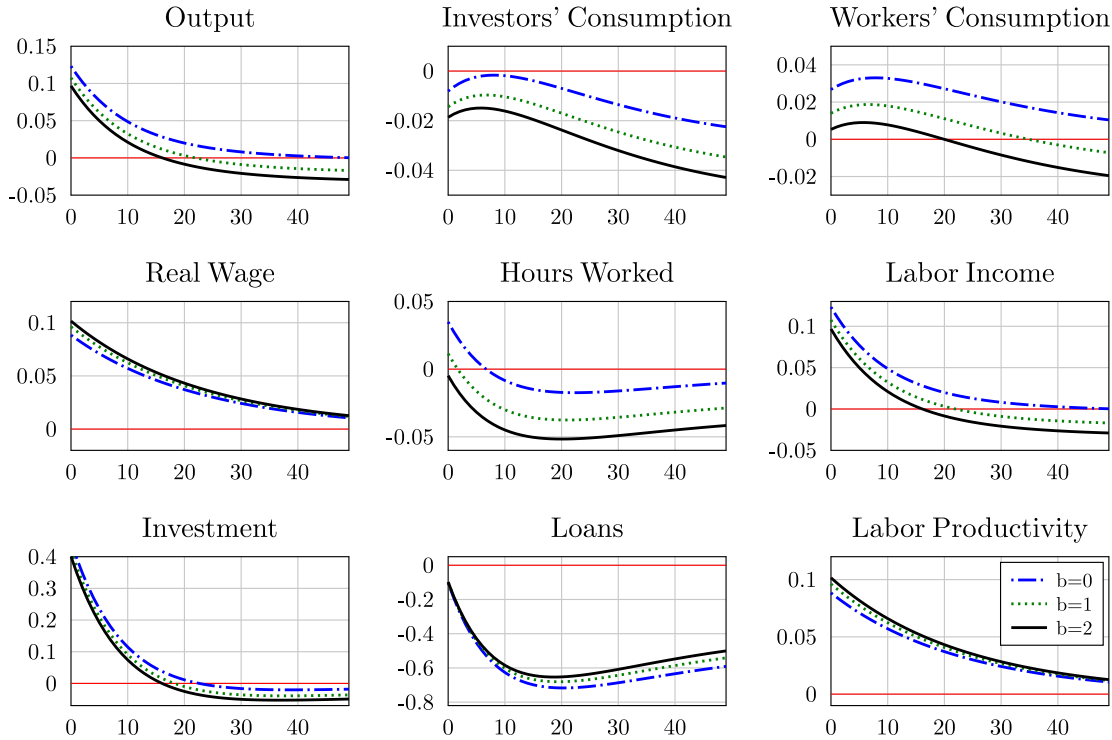 Output
Investors’ Consumption
Workers’ Consumption
0.15
0.1
0.05
0
-0.05
0 10 20 30 40
0
-0.02
-0.04
0 10 20 30 40
0.04
0.02
0
-0.02
0 10 20 30 40
Real Wage
Hours Worked
Labor Income
0.1
0.05
0
0 10 20 30 40
0.05
0
-0.05
0 10 20 30 40
0.1
0.05
0
-0.05
0 10 20 30 40
Investment
Loans
Labor Productivity
0.4
0.3
0.2
0.1
0
0 10 20 30 40
0
-0.2
-0.4
-0.6
-0.8
0 10 20 30 40
0.1
0.05
0
0 10 20 30 40
b=0
b=1
b=2